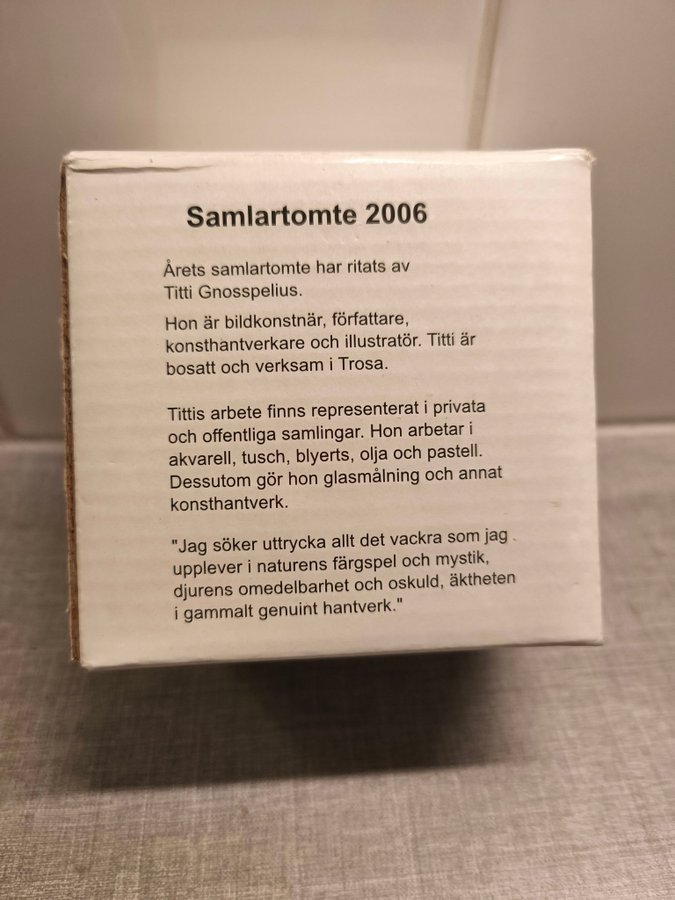 Samlartomte 2006
Årets samlartomte har ritats av
Titti Gnosspelius.
Hon är bildkonstnär, författare,
konsthantverkare och illustratör. Titti är
bosatt och verksam i Trosa.
Tittis arbete finns representerat i privata
och offentliga samlingar. Hon arbetar i
akvarell, tusch, blyerts, olja och pastell.
Dessutom gör hon glasmålning och annat
konsthantverk.
"Jag söker uttrycka allt det vackra som jag
upplever i naturens färgspel och mystik,
djurens omedelbarhet och oskuld, äktheten
i gammalt genuint hantverk."